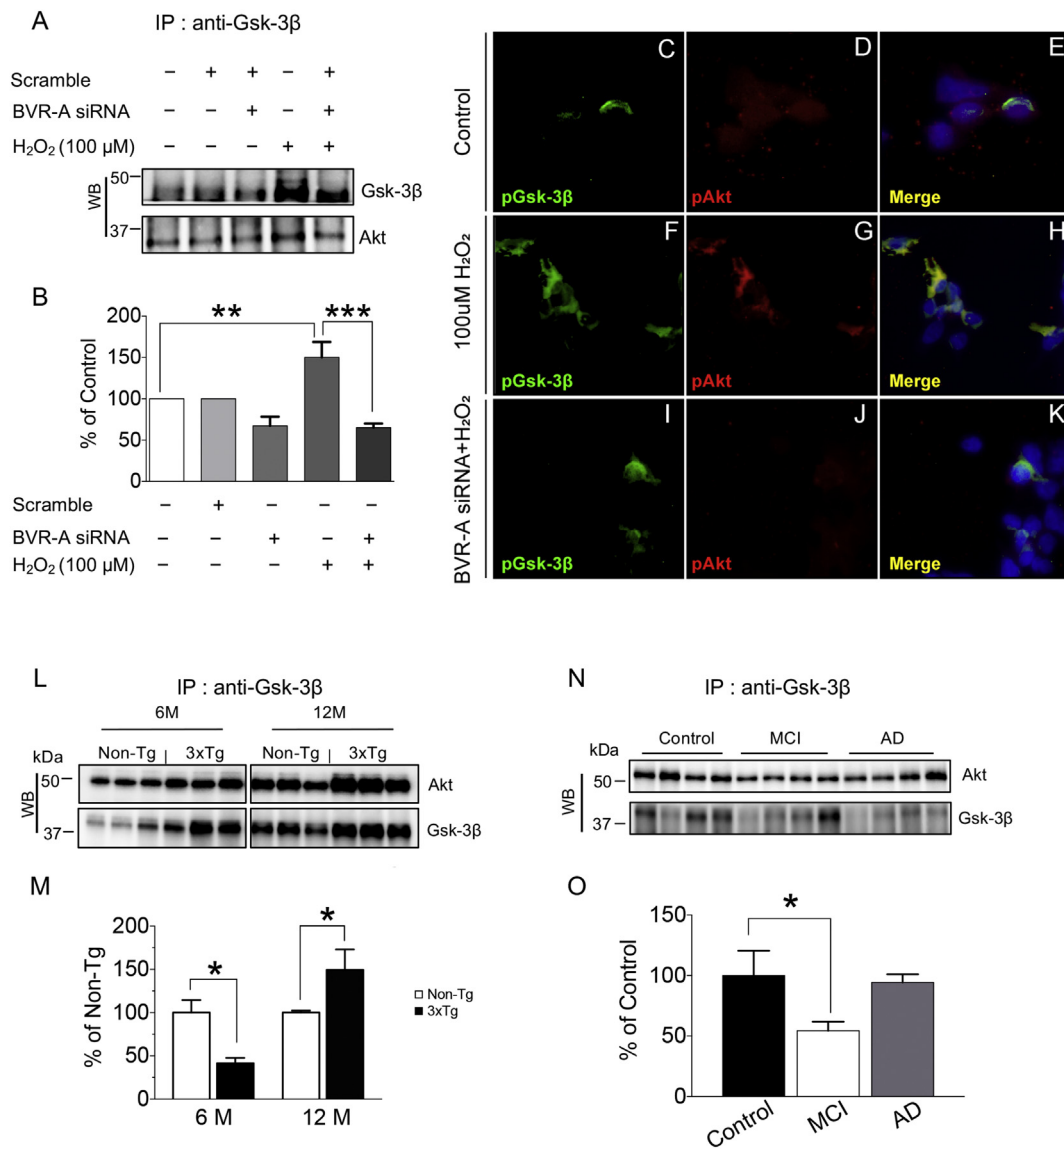 A
IP : anti-Gsk-3β
Scramble – + + – +
BVR-A siRNA – – + – +
H₂O₂ (100 µM) – – – + +
WB
50
Gsk-3β
37
Akt
B
% of Control
200
150
100
50
0
** ***
Scramble – + – – –
BVR-A siRNA – – + – +
H₂O₂ (100 µM) – – – + +
Control
C
pGsk-3β
D
pAkt
E
Merge
100uM H₂O₂
F
pGsk-3β
G
pAkt
H
Merge
BVR-A siRNA+H₂O₂
I
pGsk-3β
J
pAkt
K
Merge
L
IP : anti-Gsk-3β
6M 12M
kDa Non-Tg | 3xTg Non-Tg | 3xTg
WB
50 Akt
37 Gsk-3β
M
% of Non-Tg
200
150
100
50
0
* *
6 M 12 M
Non-Tg
3xTg
N
IP : anti-Gsk-3β
Control MCI AD
kDa
WB
50 Akt
37 Gsk-3β
O
% of Control
150
100
50
0
*
Control MCI AD